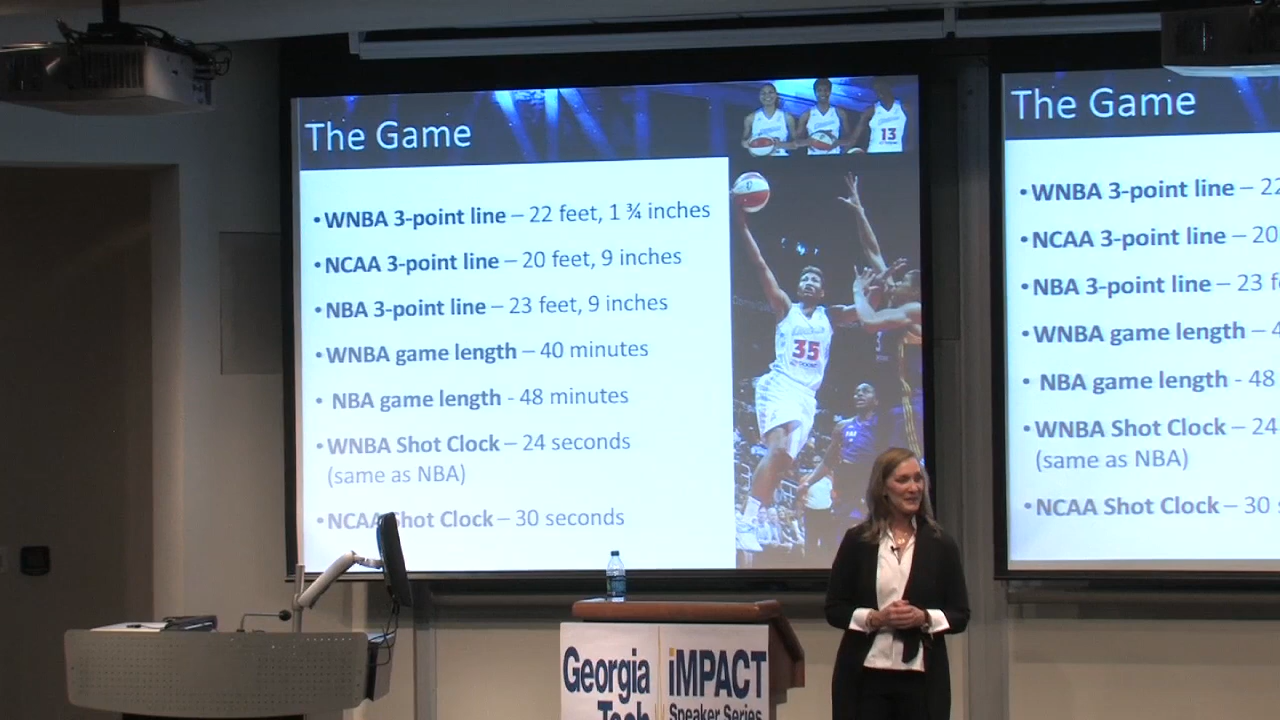 The Game
• WNBA 3-point line – 22 feet, 1 ¾ inches
• NCAA 3-point line – 20 feet, 9 inches
• NBA 3-point line – 23 feet, 9 inches
• WNBA game length – 40 minutes
• NBA game length - 48 minutes
• WNBA Shot Clock – 24 seconds
(same as NBA)
• NCAA Shot Clock – 30 seconds
13
35
The Game
• WNBA 3-point line – 22
• NCAA 3-point line – 20
• NBA 3-point line – 23 f
• WNBA game length – 4
• NBA game length - 48
• WNBA Shot Clock – 24
(same as NBA)
• NCAA Shot Clock – 30
Georgia
Tech
iMPACT
Speaker Series